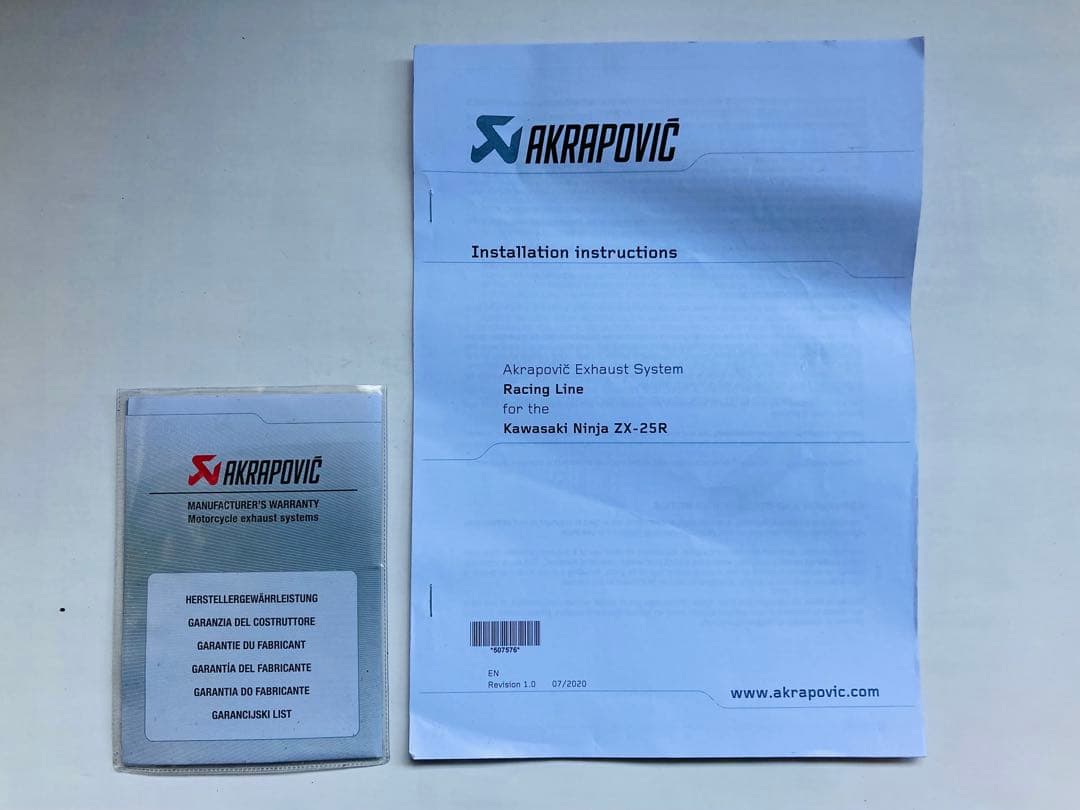 AKRAPOVIČ
Installation instructions
Akrapovič Exhaust System
Racing Line
for the
Kawasaki Ninja ZX-25R
*507576*
EN
Revision 1.0 07/2020
www.akrapovic.com
AKRAPOVIČ
MANUFACTURER'S WARRANTY
Motorcycle exhaust systems
HERSTELLERGEWÄHRLEISTUNG
GARANZIA DEL COSTRUTTORE
GARANTIE DU FABRICANT
GARANTÍA DEL FABRICANTE
GARANTIA DO FABRICANTE
GARANCIJSKI LIST